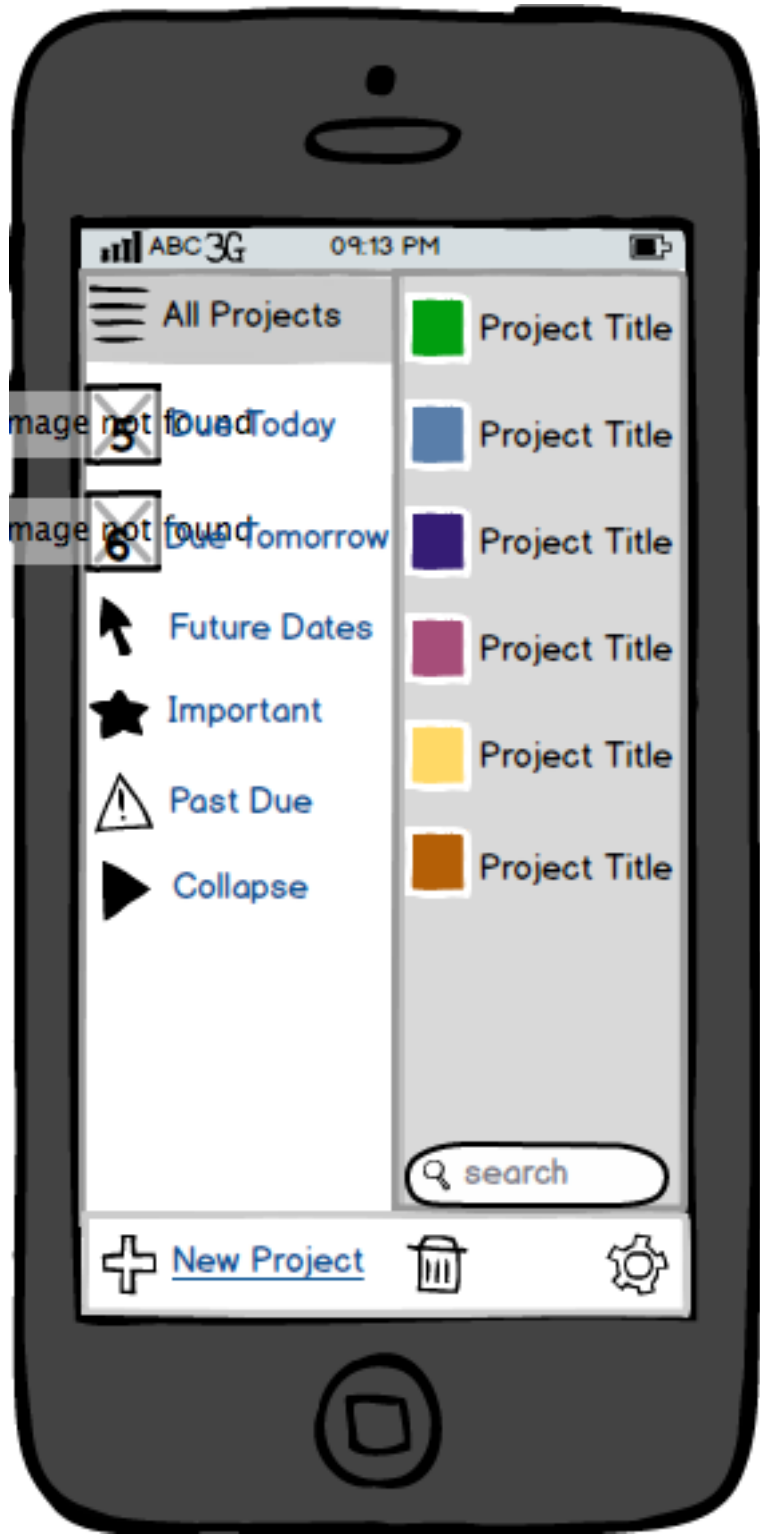 ABC 3G 09:13 PM
All Projects
mage not found
5 Due Today
mage not found
6 Due Tomorrow
Future Dates
Important
Past Due
Collapse
Project Title
Project Title
Project Title
Project Title
Project Title
Project Title
search
New Project